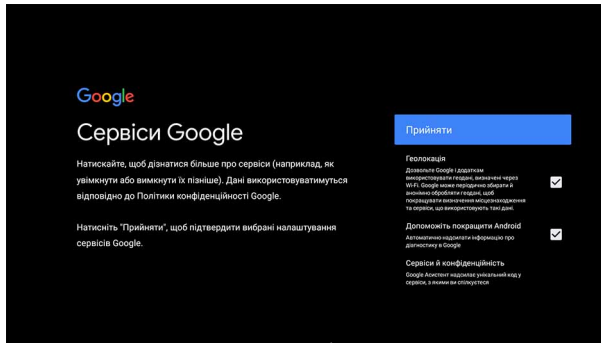 Google
Сервіси Google
Натискайте, щоб дізнатися більше про сервіси (наприклад, як
увімкнути або вимкнути їх пізніше). Дані використовуватимуться
відповідно до Політики конфіденційності Google.
Натисніть "Прийняти", щоб підтвердити вибрані налаштування
сервісів Google.
Прийняти
Геолокація
Дозвольте Google і додаткам
використовувати геодані, визначені через
Wi-Fi. Google може періодично збирати й
анонімно обробляти геодані, щоб
покращувати визначення місцезнаходження
та сервіси, що використовують такі дані.
Допоможіть покращити Android
Автоматично надсилати інформацію про
діагностику в Google
Сервіси й конфіденційність
Google Асистент надсилає унікальний код у
сервіси, з якими ви спілкуєтеся